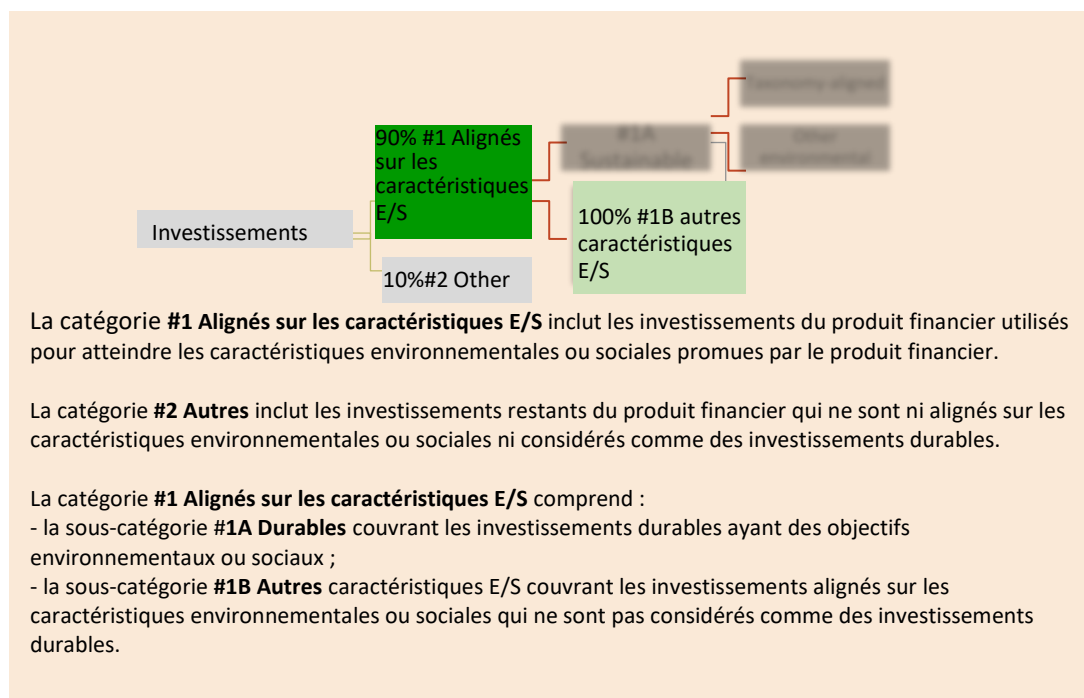 Taxonomy aligned
90% #1 Alignés
sur les
caractéristiques
E/S
#1A
Sustainable
Other
environmental
Investissements
100% #1B autres
caractéristiques
E/S
10%#2 Other
La catégorie #1 Alignés sur les caractéristiques E/S inclut les investissements du produit financier utilisés
pour atteindre les caractéristiques environnementales ou sociales promues par le produit financier.
La catégorie #2 Autres inclut les investissements restants du produit financier qui ne sont ni alignés sur les
caractéristiques environnementales ou sociales ni considérés comme des investissements durables.
La catégorie #1 Alignés sur les caractéristiques E/S comprend :
- la sous-catégorie #1A Durables couvrant les investissements durables ayant des objectifs
environnementaux ou sociaux ;
- la sous-catégorie #1B Autres caractéristiques E/S couvrant les investissements alignés sur les
caractéristiques environnementales ou sociales qui ne sont pas considérés comme des investissements
durables.